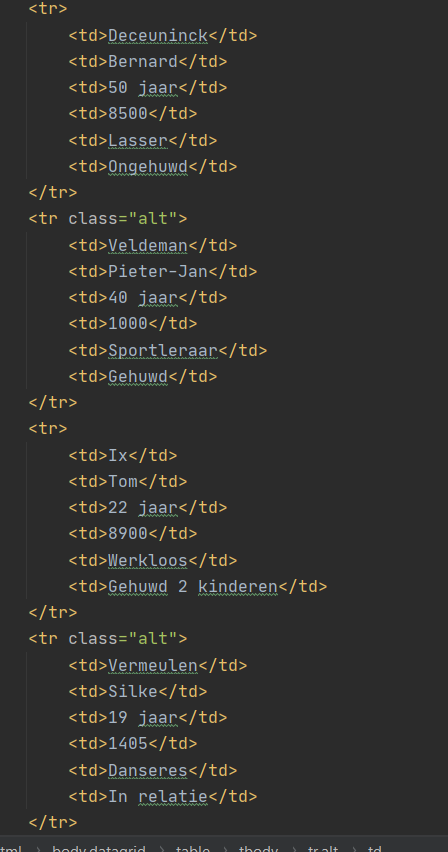 <tr>
<td>Deceuninck</td>
<td>Bernard</td>
<td>50 jaar</td>
<td>8500</td>
<td>Lasser</td>
<td>Ongehuwd</td>
</tr>
<tr class="alt">
<td>Veldeman</td>
<td>Pieter-Jan</td>
<td>40 jaar</td>
<td>1000</td>
<td>Sportleraar</td>
<td>Gehuwd</td>
</tr>
<tr>
<td>Ix</td>
<td>Tom</td>
<td>22 jaar</td>
<td>8900</td>
<td>Werkloos</td>
<td>Gehuwd 2 kinderen</td>
</tr>
<tr class="alt">
<td>Vermeulen</td>
<td>Silke</td>
<td>19 jaar</td>
<td>1405</td>
<td>Danseres</td>
<td>In relatie</td>
</tr>
tml › body.datagrid › table › tbody › tr.alt › td